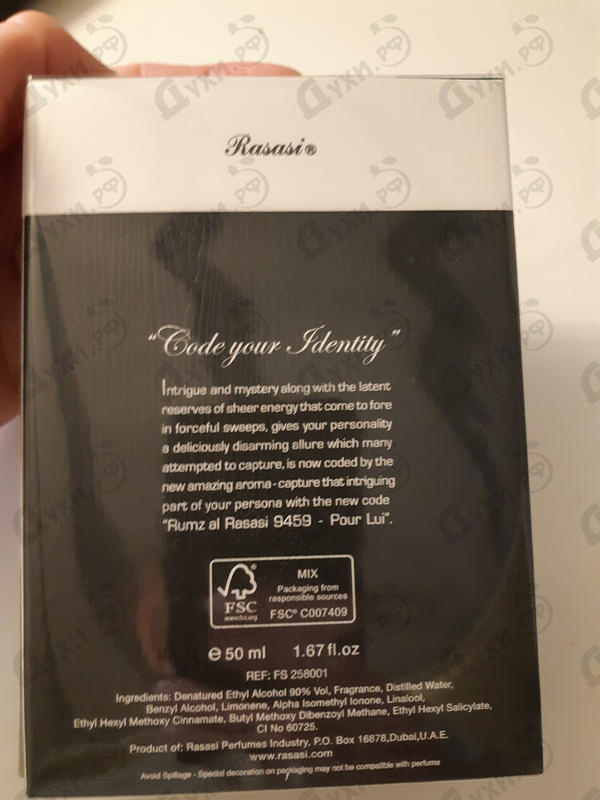 Rasasi®
"Code your Identity"
Intrigue and mystery along with the latent
reserves of sheer energy that come to fore
in forceful sweeps, gives your personality
a deliciously disarming allure which many
attempted to capture, is now coded by the
new amazing aroma-capture that intriguing
part of your persona with the new code
"Rumz al Rasasi 9459 - Pour Lui".
MIX
Packaging from
responsible sources
FSC
www.fsc.org
FSC® C007409
e 50 ml 1.67 fl.oz
REF: FS 258001
Ingredients: Denatured Ethyl Alcohol 90% Vol, Fragrance, Distilled Water,
Benzyl Alcohol, Limonene, Alpha Isomethyl Ionone, Linalool,
Ethyl Hexyl Methoxy Cinnamate, Butyl Methoxy Dibenzoyl Methane, Ethyl Hexyl Salicylate,
CI No 60725.
Product of: Rasasi Perfumes Industry, P.O. Box 16878,Dubai,U.A.E.
www.rasasi.com
Avoid Spillage - Special decoration on packaging may not be compatible with perfume
Духи.рф